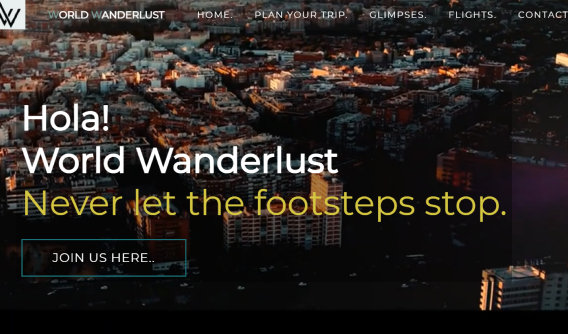 W
WORLD WANDERLUST
HOME.
PLAN YOUR TRIP.
GLIMPSES.
FLIGHTS.
CONTACT
Hola!
World Wanderlust
Never let the footsteps stop.
JOIN US HERE..